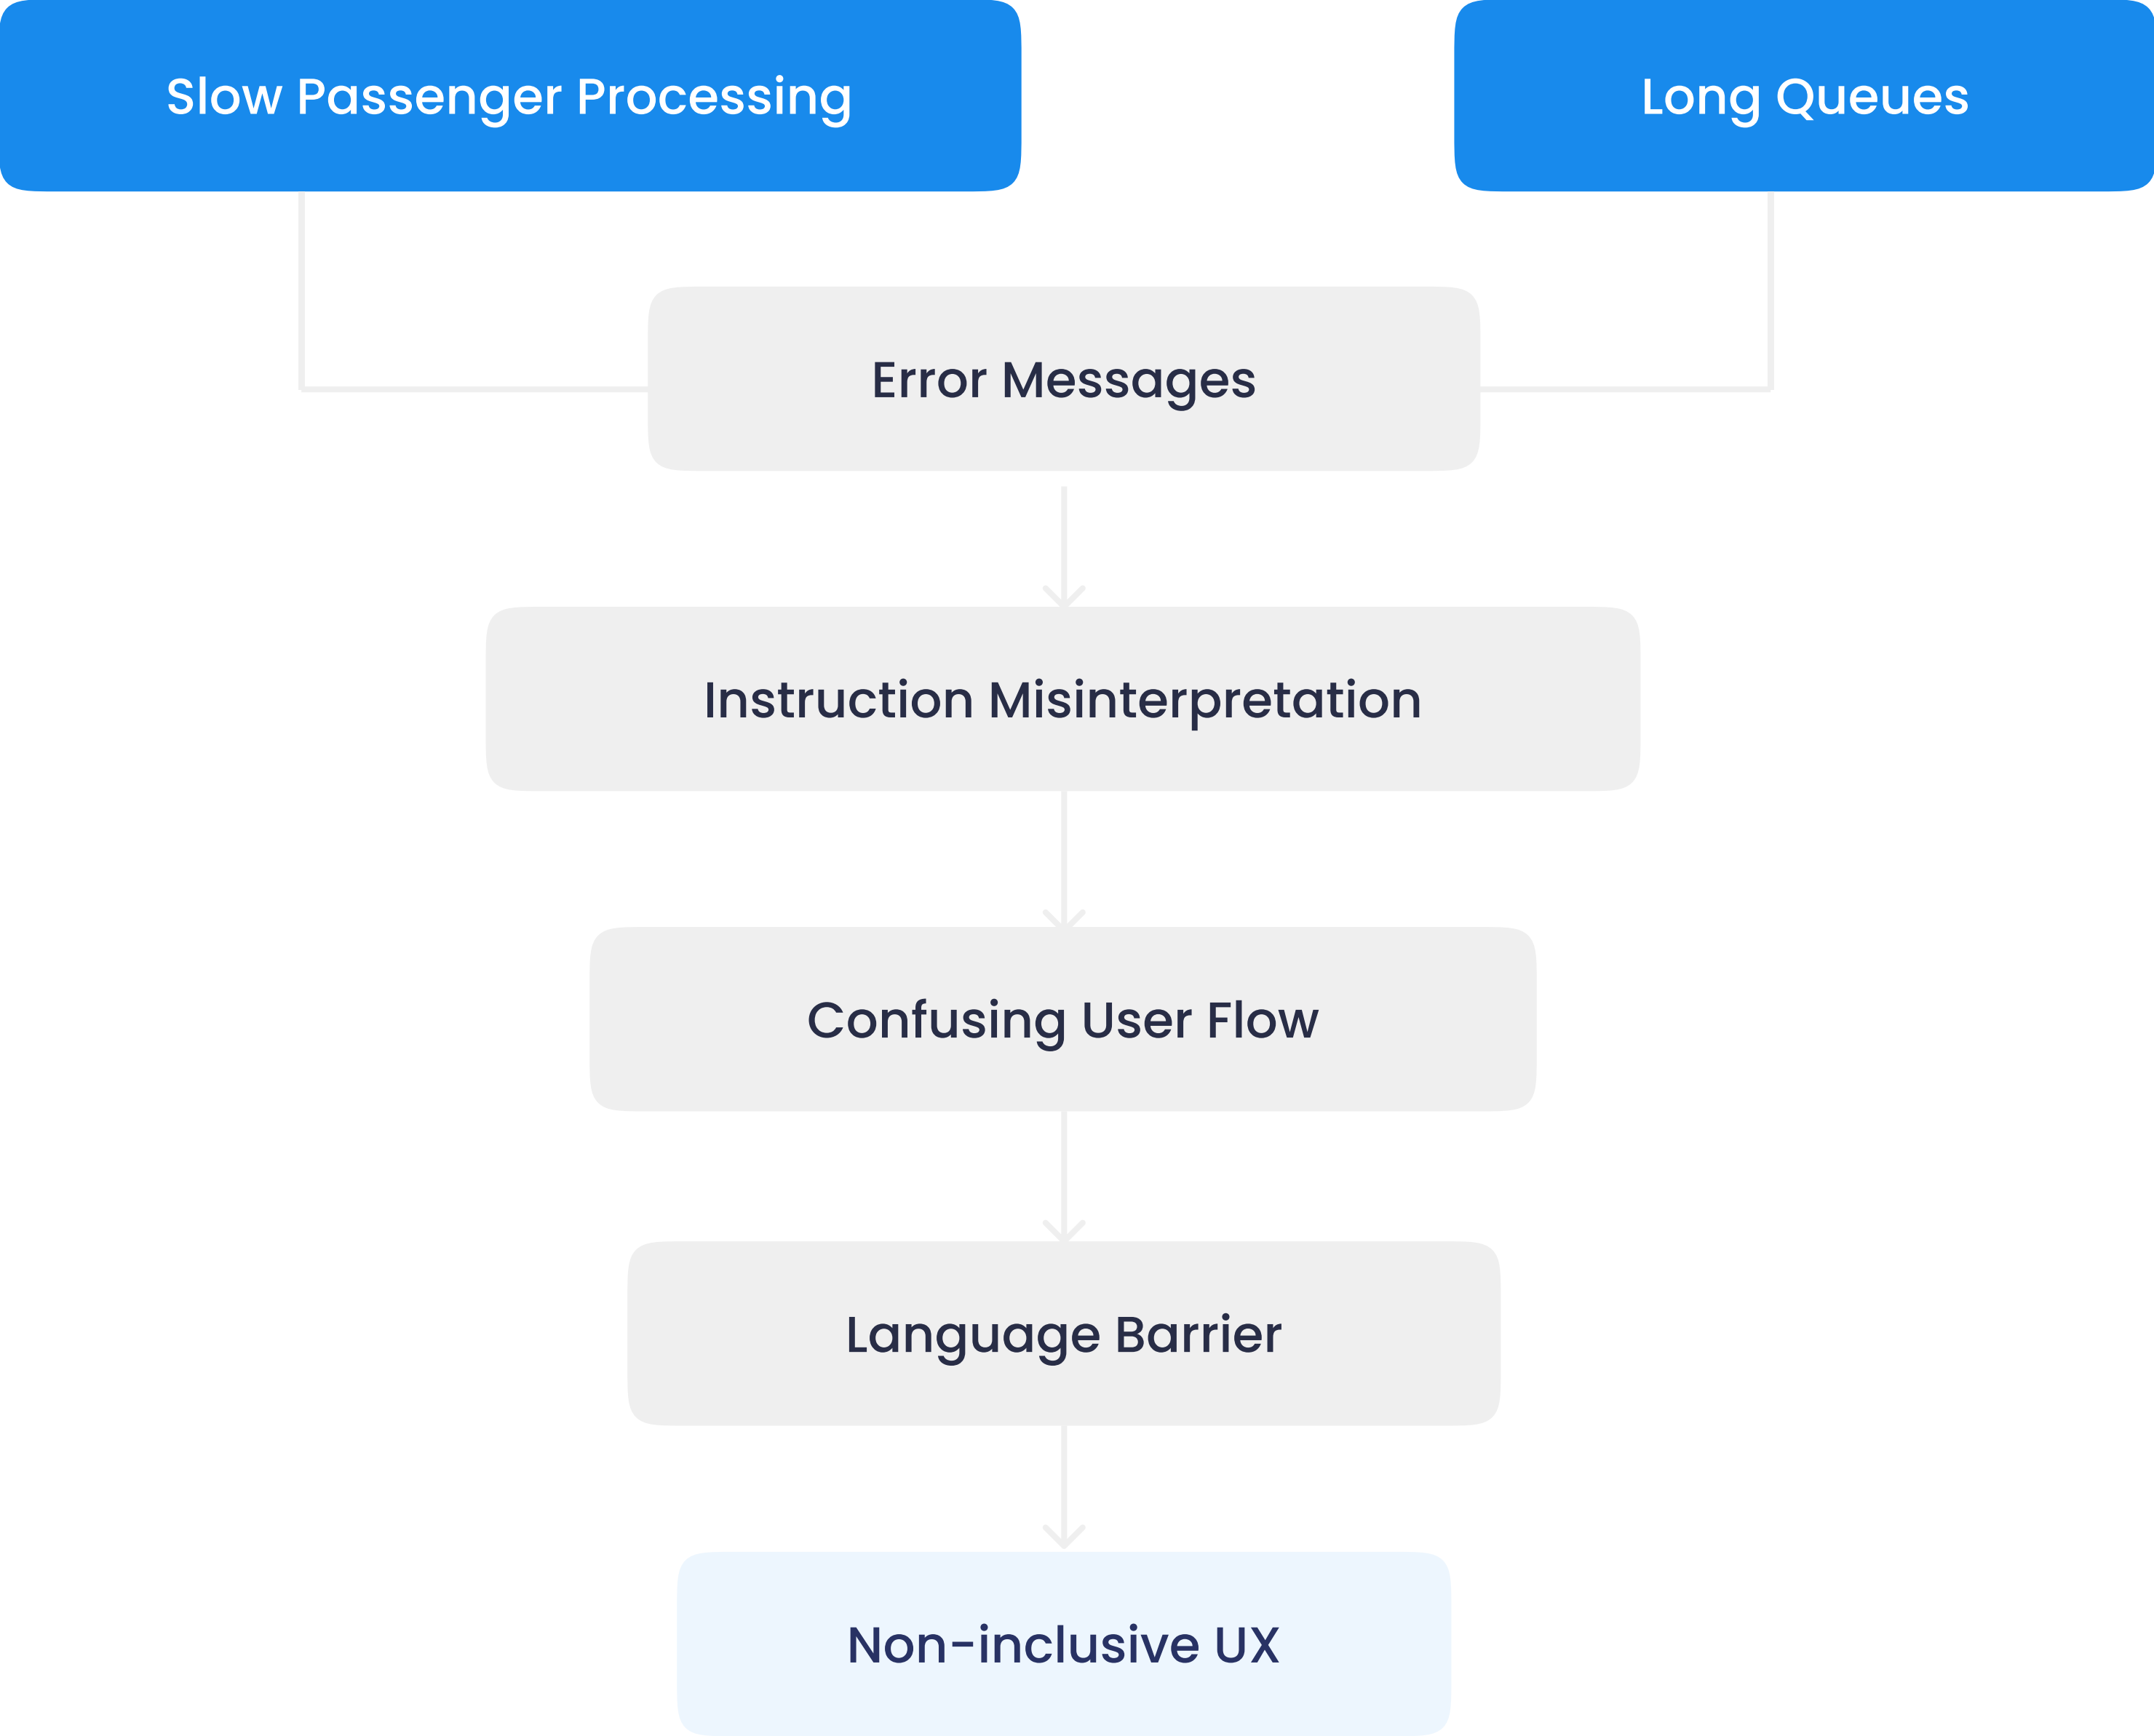 Slow Passenger Processing
Long Queues
Error Messages
Instruction Misinterpretation
Confusing User Flow
Language Barrier
Non-inclusive UX